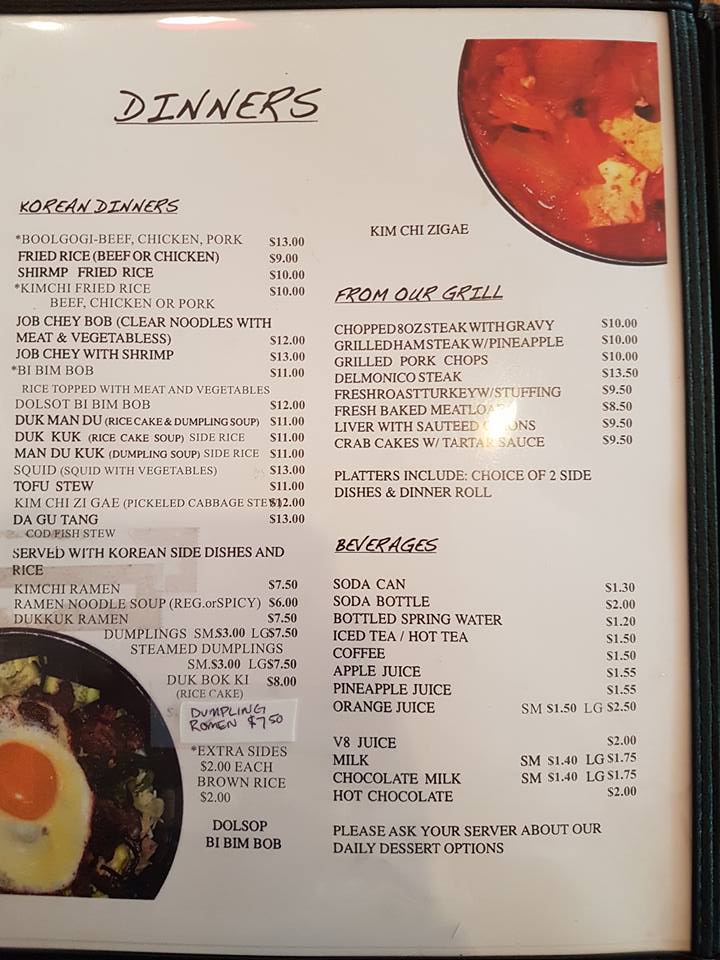 DINNERS
KOREAN DINNERS
*BOOLGOGI-BEEF, CHICKEN, PORK $13.00
FRIED RICE (BEEF OR CHICKEN) $9.00
SHIRMP FRIED RICE $10.00
*KIMCHI FRIED RICE $10.00
BEEF, CHICKEN OR PORK
JOB CHEY BOB (CLEAR NOODLES WITH
MEAT & VEGETABLESS) $12.00
JOB CHEY WITH SHRIMP $13.00
*BI BIM BOB $11.00
RICE TOPPED WITH MEAT AND VEGETABLES
DOLSOT BI BIM BOB $12.00
DUK MAN DU (RICE CAKE & DUMPLING SOUP) $11.00
DUK KUK (RICE CAKE SOUP) SIDE RICE $11.00
MAN DU KUK (DUMPLING SOUP) SIDE RICE $11.00
SQUID (SQUID WITH VEGETABLES) $13.00
TOFU STEW $11.00
KIM CHI ZI GAE (PICKELED CABBAGE STEW) $12.00
DA GU TANG $13.00
COD FISH STEW
SERVED WITH KOREAN SIDE DISHES AND
RICE
KIMCHI RAMEN $7.50
RAMEN NOODLE SOUP (REG.orSPICY) $6.00
DUKKUK RAMEN $7.50
DUMPLINGS SM.$3.00 LG$7.50
STEAMED DUMPLINGS
SM.$3.00 LG$7.50
DUK BOK KI $8.00
(RICE CAKE)
DUMPLING
ROMEN $7.50
*EXTRA SIDES
$2.00 EACH
BROWN RICE
$2.00
DOLSOP
BI BIM BOB
KIM CHI ZIGAE
FROM OUR GRILL
CHOPPED 8OZ STEAK WITH GRAVY $10.00
GRILLED HAM STEAK W/PINEAPPLE $10.00
GRILLED PORK CHOPS $10.00
DELMONICO STEAK $13.50
FRESH ROAST TURKEY W/STUFFING $9.50
FRESH BAKED MEATLOAF $8.50
LIVER WITH SAUTEED ONIONS $9.50
CRAB CAKES W/ TARTAR SAUCE $9.50
PLATTERS INCLUDE: CHOICE OF 2 SIDE
DISHES & DINNER ROLL
BEVERAGES
SODA CAN $1.30
SODA BOTTLE $2.00
BOTTLED SPRING WATER $1.20
ICED TEA / HOT TEA $1.50
COFFEE $1.50
APPLE JUICE $1.55
PINEAPPLE JUICE $1.55
ORANGE JUICE SM $1.50 LG $2.50
V8 JUICE $2.00
MILK SM $1.40 LG $1.75
CHOCOLATE MILK SM $1.40 LG $1.75
HOT CHOCOLATE $2.00
PLEASE ASK YOUR SERVER ABOUT OUR
DAILY DESSERT OPTIONS